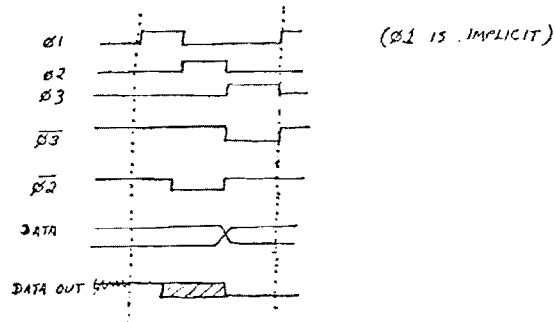 ø1
(ø1 IS IMPLICIT)
ø2
ø3
ø3
ø2
DATA
DATA OUT